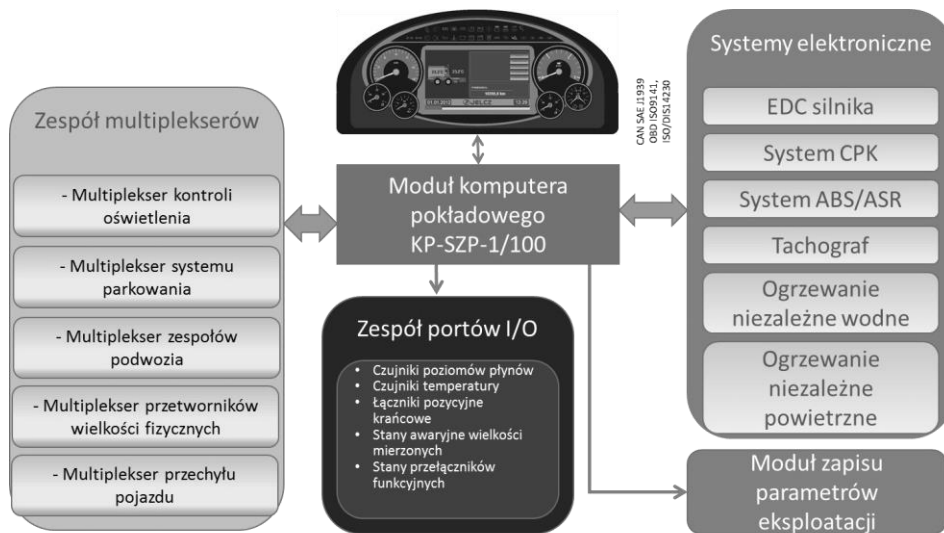 Zespół multiplekserów
- Multiplekser kontroli
oświetlenia
- Multiplekser systemu
parkowania
- Multiplekser zespołów
podwozia
- Multiplekser przetworników
wielkości fizycznych
- Multiplekser przechyłu
pojazdu
JELCZ
Moduł komputera
pokładowego
KP-SZP-1/100
Zespół portów I/O
• Czujniki poziomów płynów
• Czujniki temperatury
• Łączniki pozycyjne
krańcowe
• Stany awaryjne wielkości
mierzonych
• Stany przełączników
funkcyjnych
CAN SAE J1939
OBD ISO9141,
ISO/DIS14230
Systemy elektroniczne
EDC silnika
System CPK
System ABS/ASR
Tachograf
Ogrzewanie
niezależne wodne
Ogrzewanie
niezależne
powietrzne
Moduł zapisu
parametrów
eksploatacji